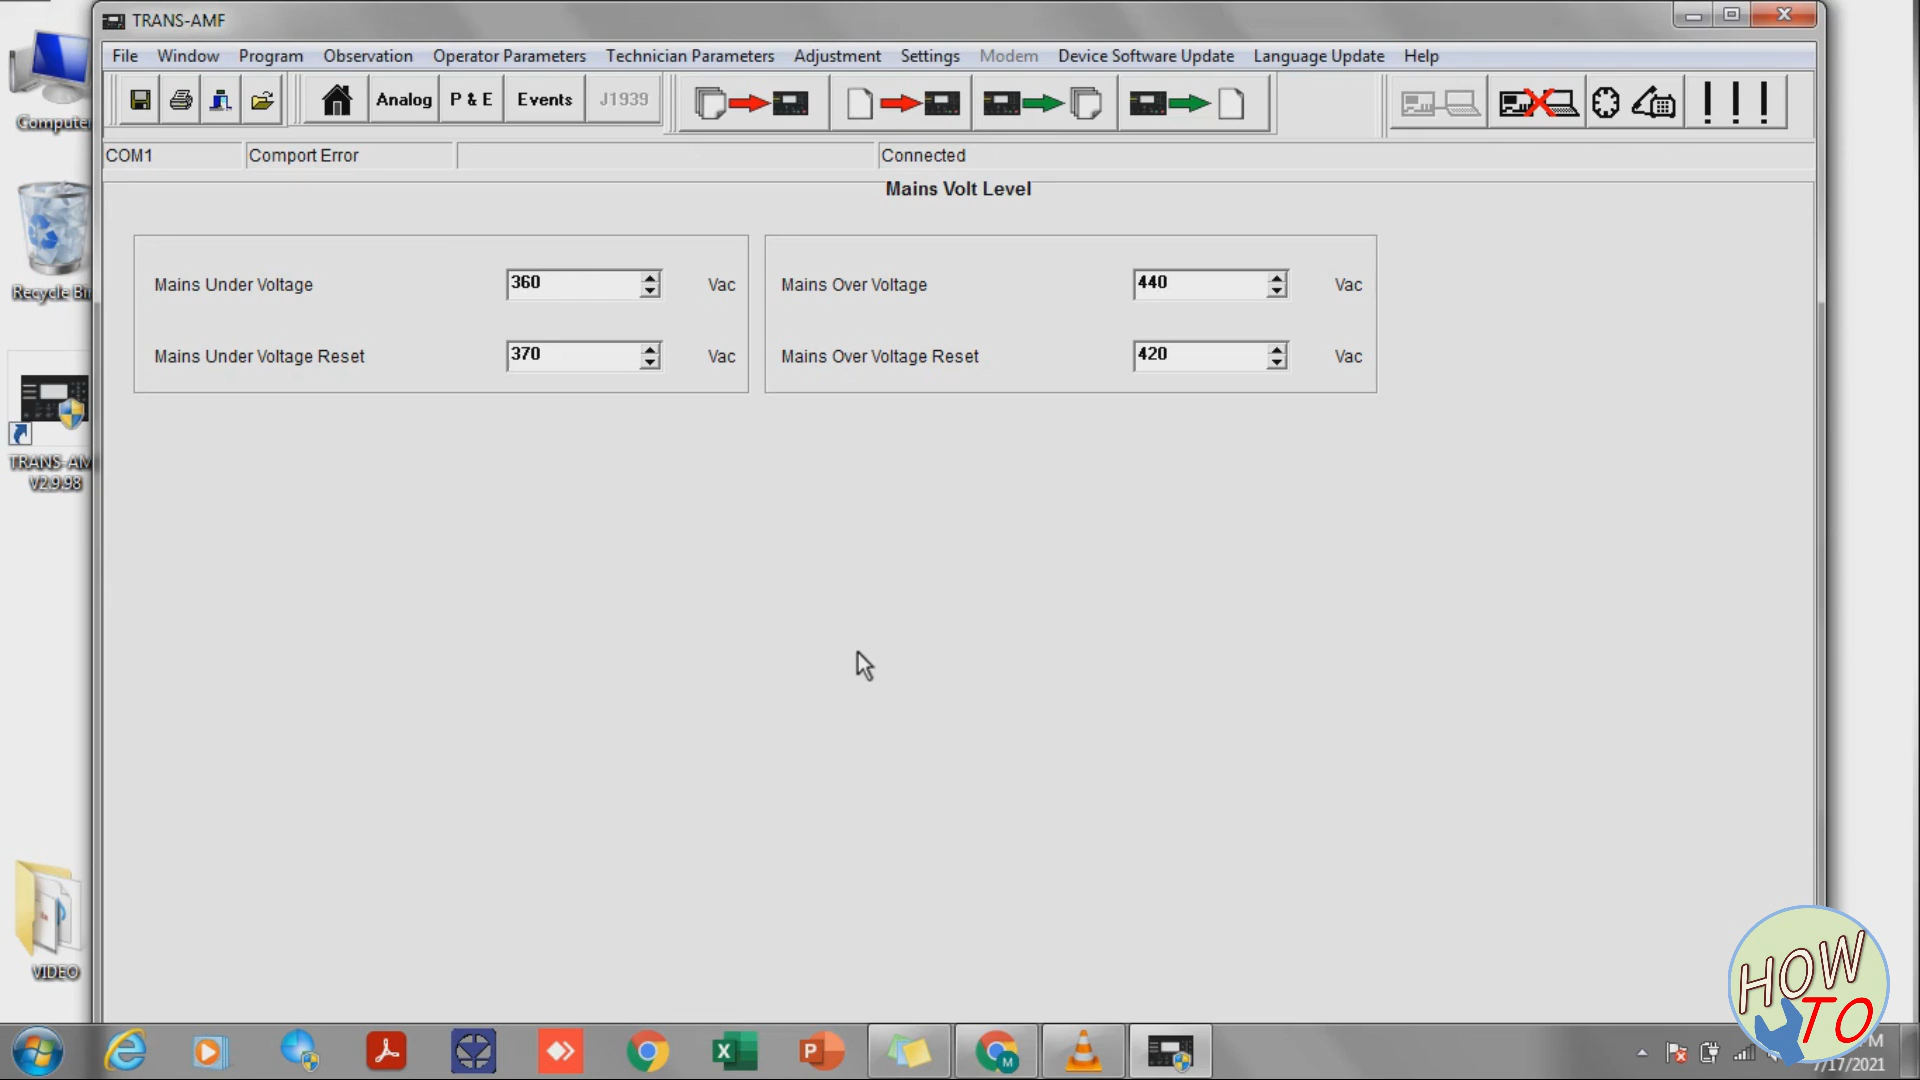 TRANS-AMF
File Window Program Observation Operator Parameters Technician Parameters Adjustment Settings Modem Device Software Update Language Update Help
Analog P & E Events J1939
COM1 Comport Error Connected
Mains Volt Level
Mains Under Voltage 360 Vac
Mains Over Voltage 440 Vac
Mains Under Voltage Reset 370 Vac
Mains Over Voltage Reset 420 Vac
Computer
Recycle Bin
TRANS-AM
V2.9.98
VIDEO
HOW
TO
7/17/2021